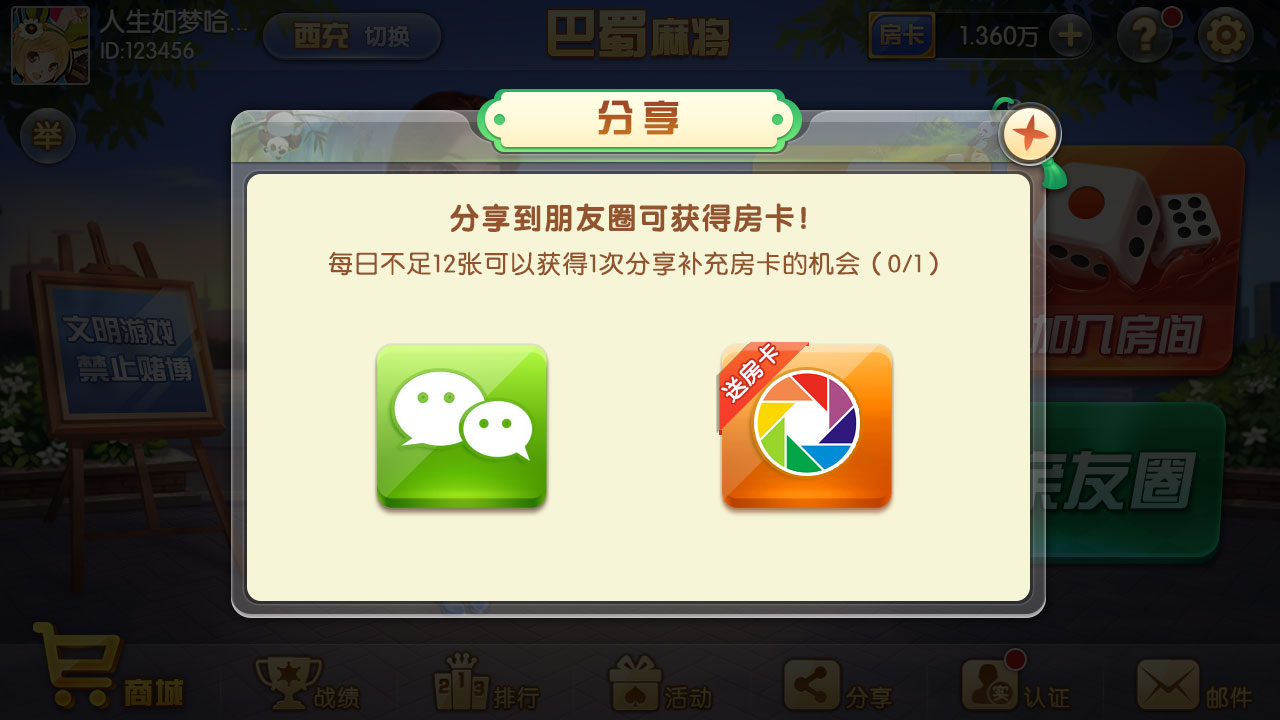 人生如梦哈...
ID:123456
西充 切换
巴蜀麻将
房卡 1.360万 +
?
举
分享
分享到朋友圈可获得房卡!
每日不足12张可以获得1次分享补充房卡的机会(0/1)
文明游戏
禁止赌博
送房卡
加入房间
亲友圈
商城
战绩
2 1 3 排行
活动
分享
实 认证
邮件